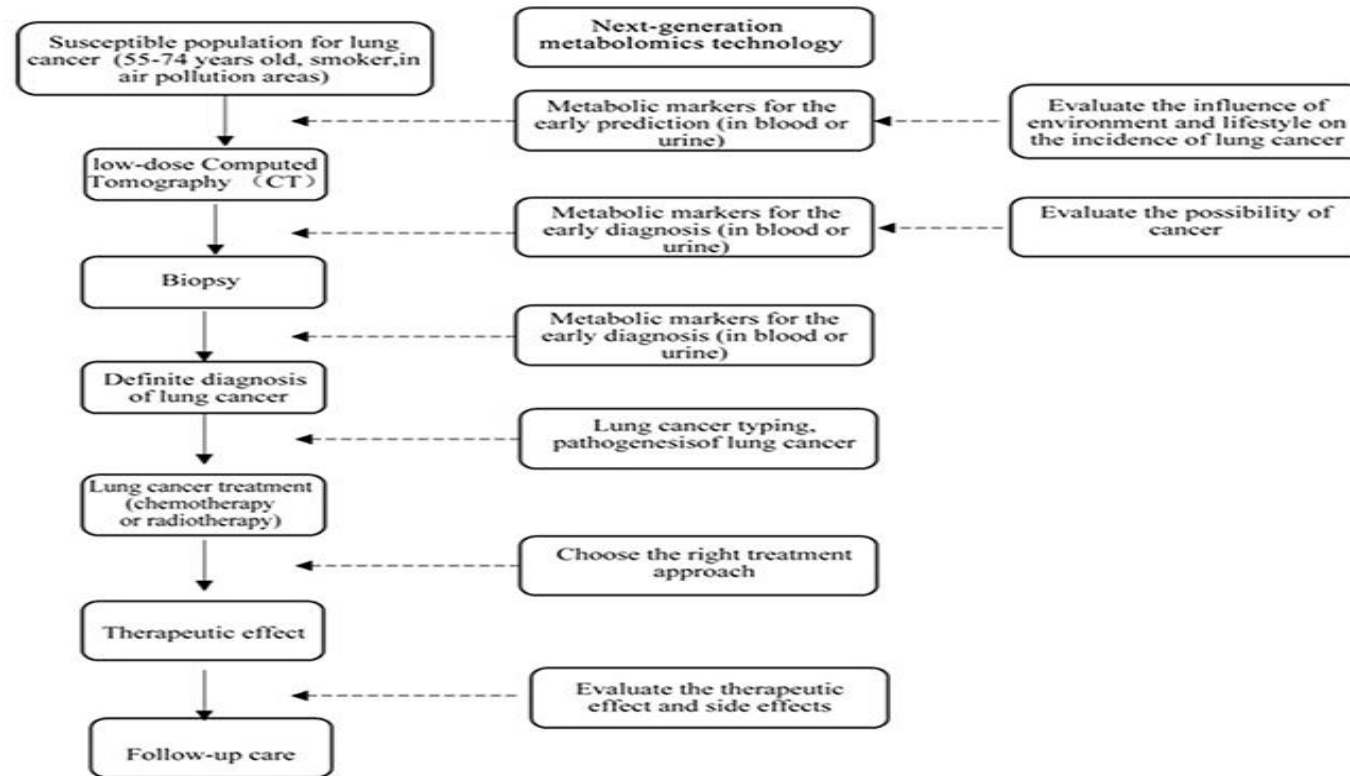 Susceptible population for lung
cancer (55-74 years old, smoker,in
air pollution areas)
Next-generation
metabolomics technology
Metabolic markers for the
early prediction (in blood or
urine)
Evaluate the influence of
environment and lifestyle on
the incidence of lung cancer
low-dose Computed
Tomography （CT）
Metabolic markers for the
early diagnosis (in blood or
urine)
Evaluate the possibility of
cancer
Biopsy
Metabolic markers for the
early diagnosis (in blood or
urine)
Definite diagnosis
of lung cancer
Lung cancer typing,
pathogenesisof lung cancer
Lung cancer treatment
(chemotherapy
or radiotherapy)
Choose the right treatment
approach
Therapeutic effect
Evaluate the therapeutic
effect and side effects
Follow-up care